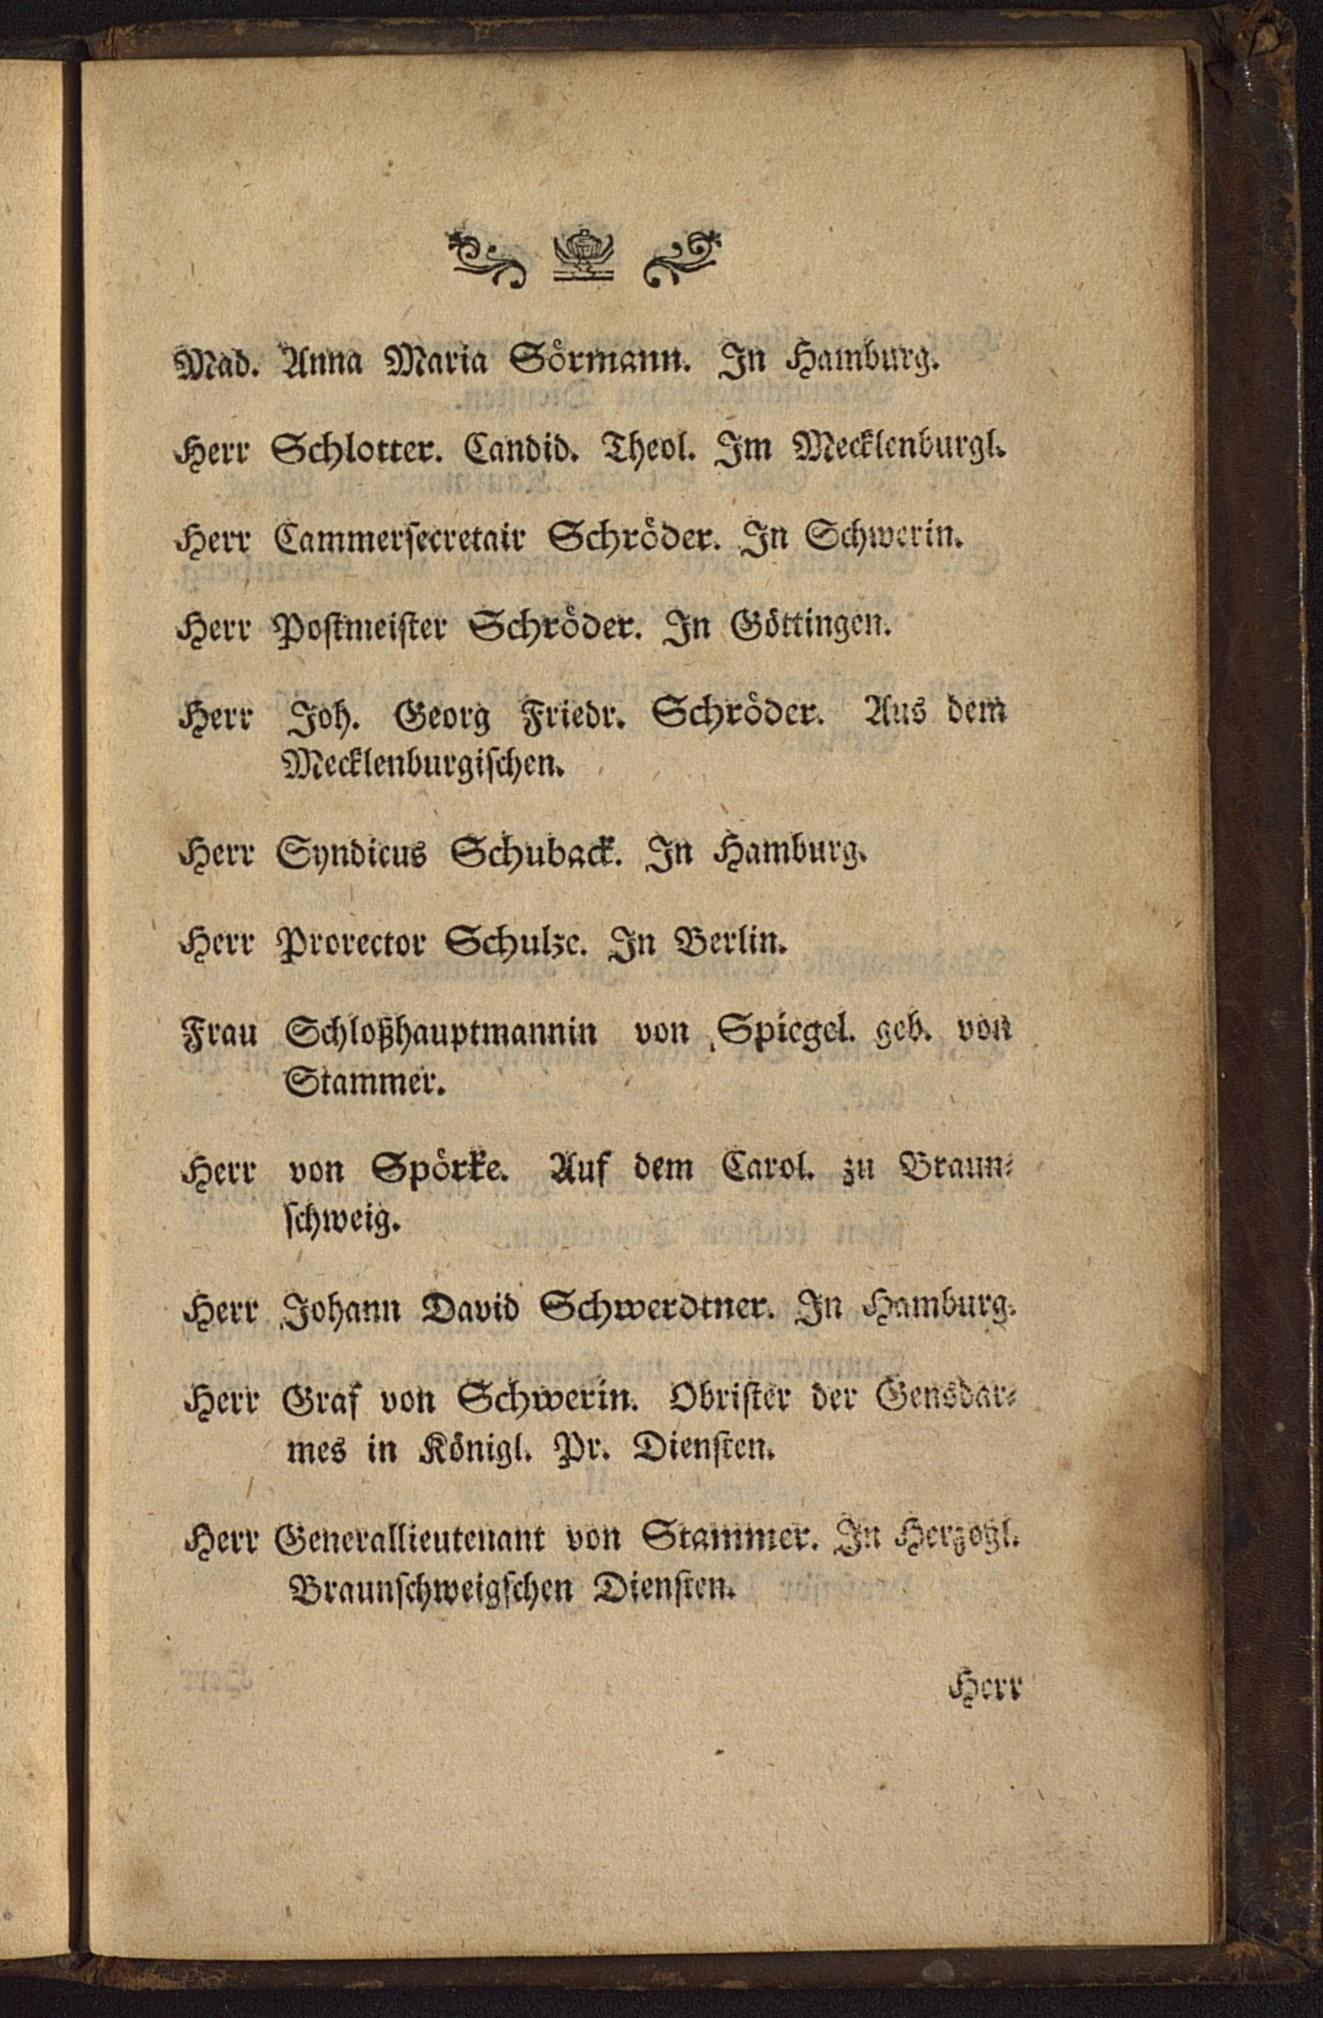 Mad. Anna Maria Sörmann. In Hamburg.
Herr Schlotter. Candid. Theol. Im Mecklenburgl.
Herr Cammersecretair Schröder. In Schwerin.
Herr Postmeister Schröder. In Göttingen.
Herr Joh. Georg Friedr. Schröder. Aus dem
Mecklenburgischen.
Herr Syndicus Schuback. In Hamburg.
Herr Prorector Schulze. In Berlin.
Frau Schloßhauptmannin von Spiegel. geb. von
Stammer.
Herr von Spörke. Auf dem Carol. zu Braun-
schweig.
Herr Johann David Schwerdtner. In Hamburg.
Herr Graf von Schwerin. Obrister der Gensdar-
mes in Königl. Pr. Diensten.
Herr Generallieutenant von Stammer. In Herzogl.
Braunschweigschen Diensten.
Herr